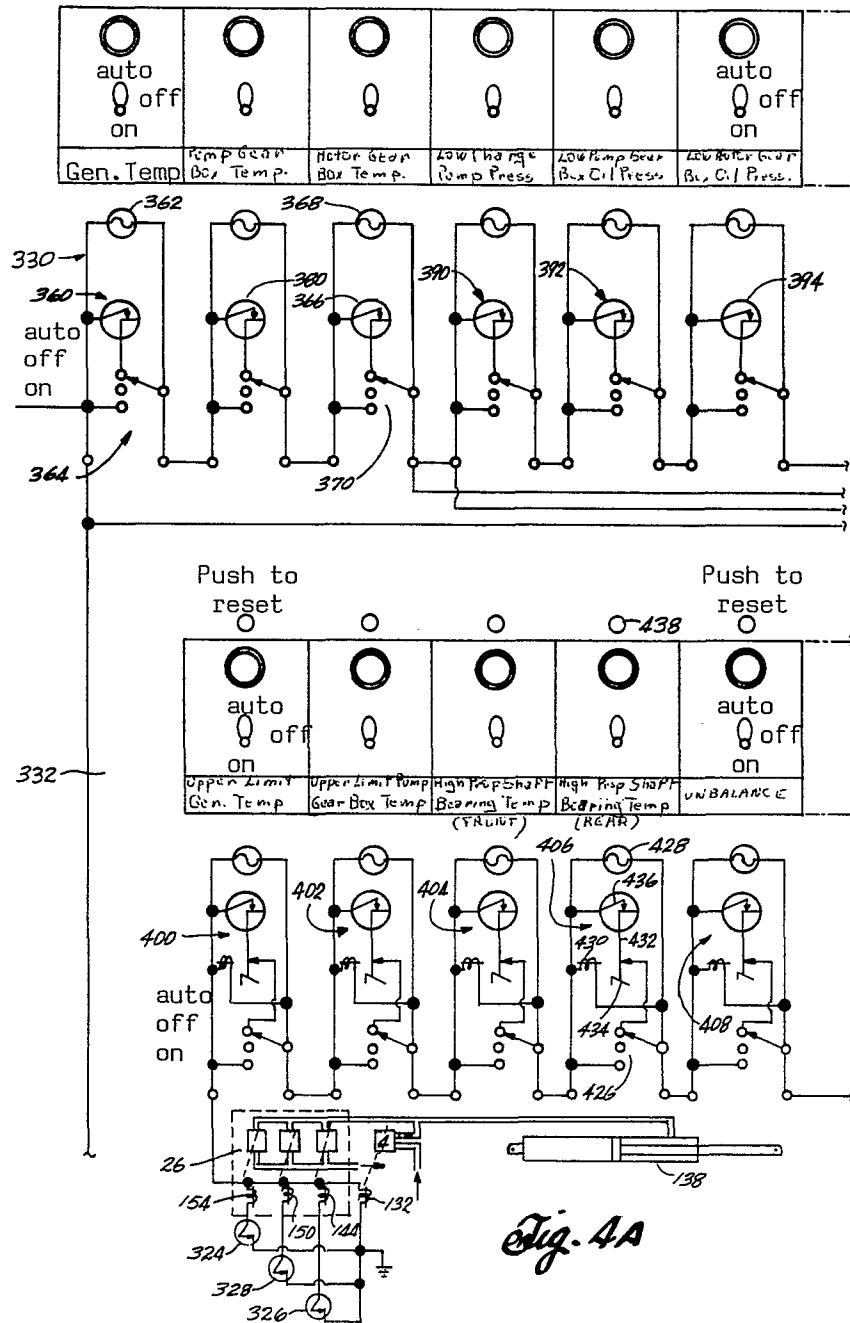 auto auto
off off
on on
Gen. Temp Pump Gear Motor Gear Low Charge Low Pump Gear Low Motor Gear
Box Temp. Box Temp. Pump Press Box Oil Press Box Oil Press.
362 368
330
360 380 366 390 392 394
auto
off
on
364 370
Push to Push to
reset reset
438
auto auto
off off
on on
332
Upper Limit Upper Limit Pump High Prop Shaft High Prop Shaft UNBALANCE
Gen. Temp Gear Box Temp Bearing Temp Bearing Temp
(FRONT) (REAR)
406 428
402 404 436
400 430 432
434 408
auto
off
on
426
4
26
138
154 150 144 132
324
328
326
Fig. 4A